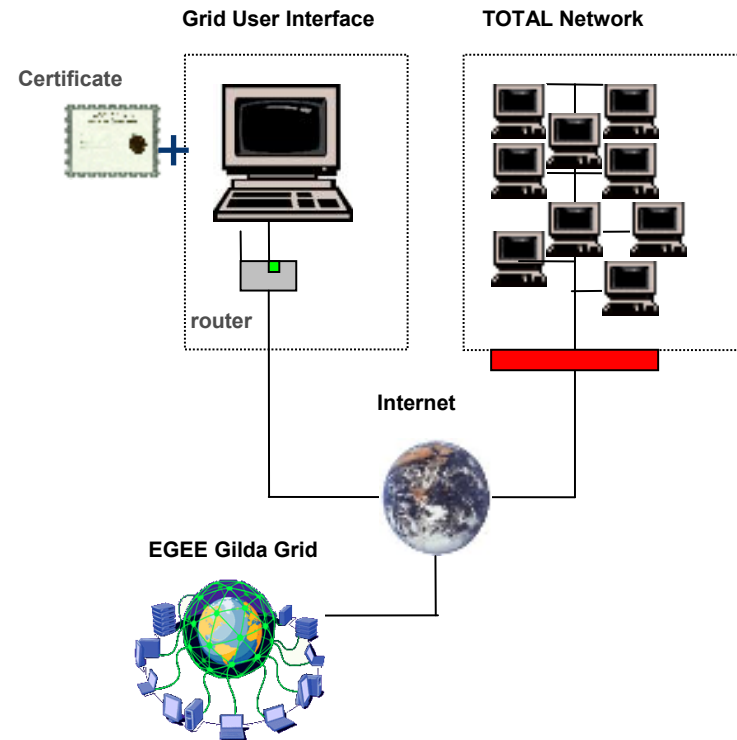 Grid User Interface
TOTAL Network
Certificate
router
Internet
EGEE Gilda Grid